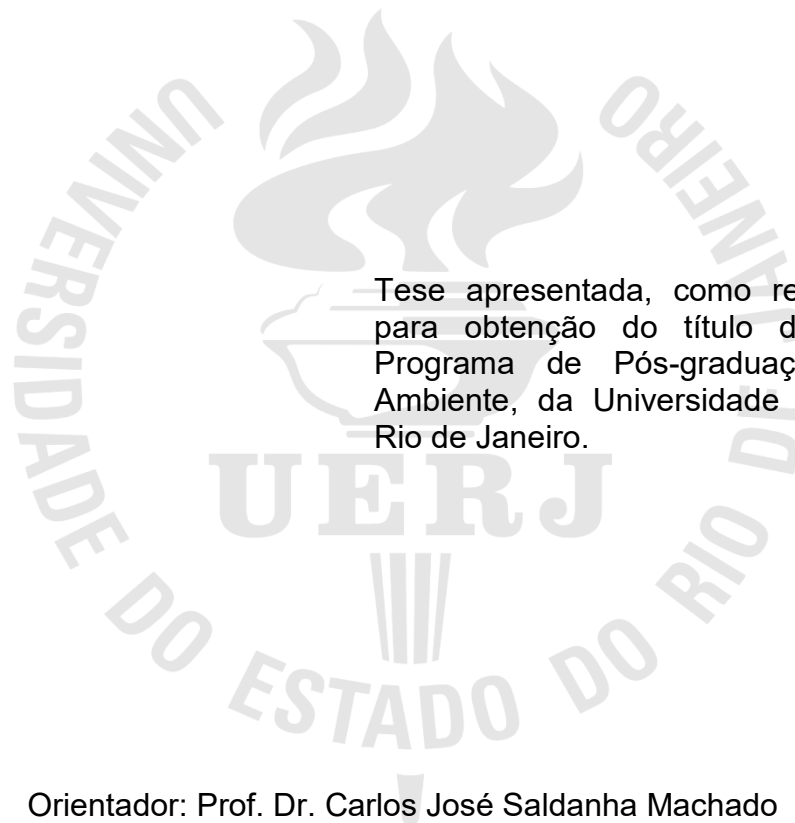 UNIVERSIDADE DO ESTADO DO RIO DE JANEIRO
Tese apresentada, como re
para obtenção do título d
Programa de Pós-graduaç
Ambiente, da Universidade
Rio de Janeiro.
UERJ
Orientador: Prof. Dr. Carlos José Saldanha Machado